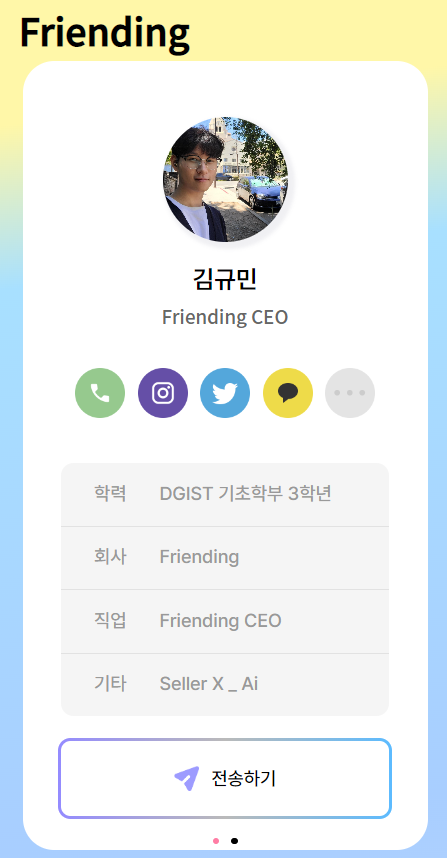 Friending
김규민
Friending CEO
학력 DGIST 기초학부 3학년
회사 Friending
직업 Friending CEO
기타 Seller X _ Ai
전송하기